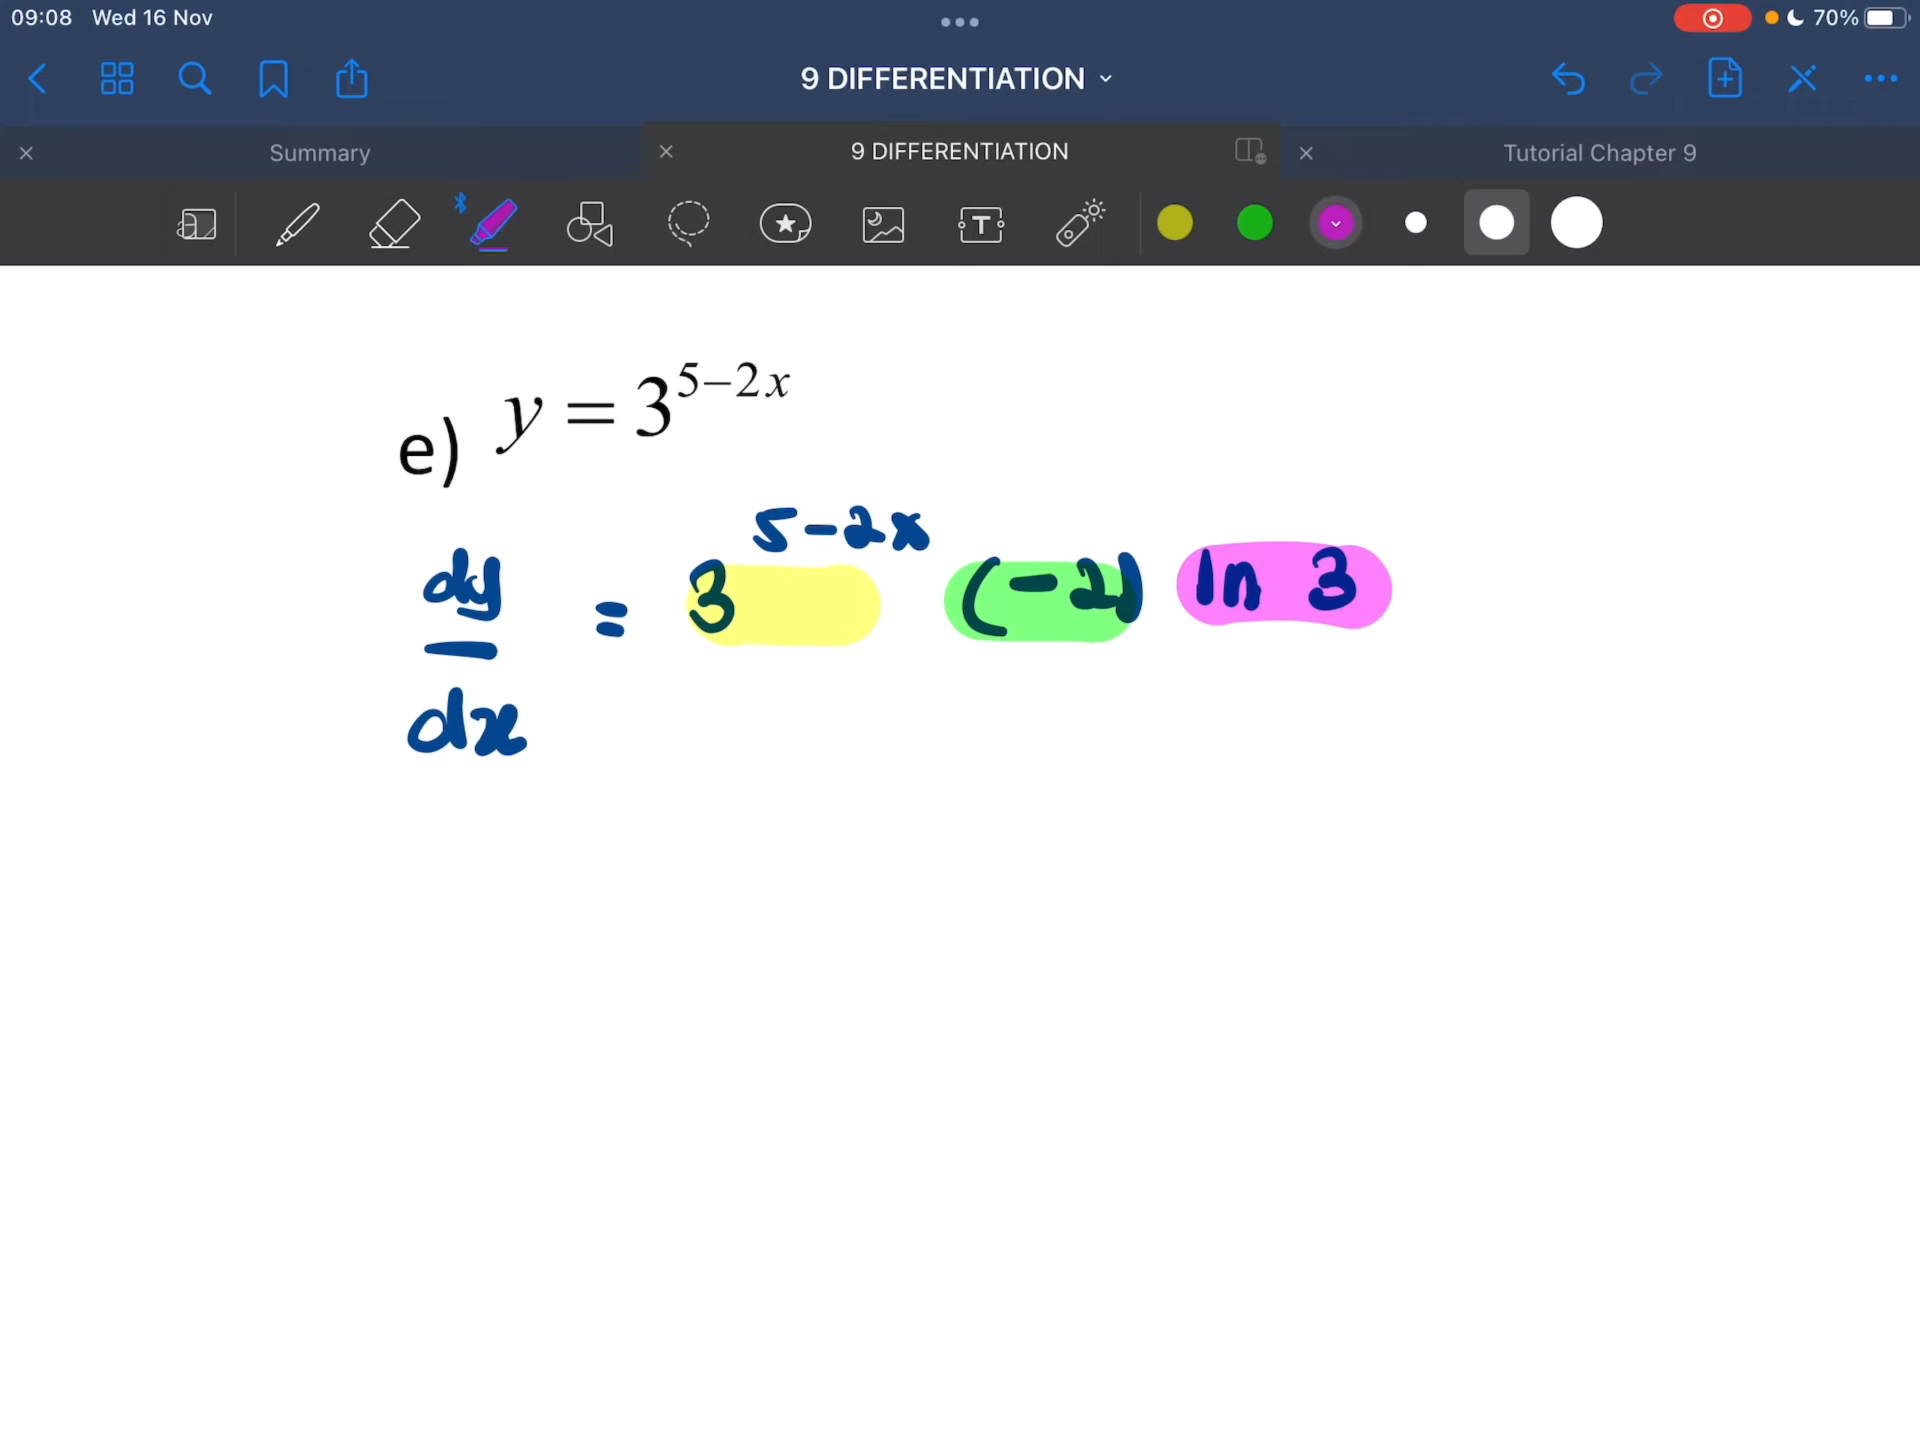 09:08 Wed 16 Nov
70%
9 DIFFERENTIATION
Summary
9 DIFFERENTIATION
Tutorial Chapter 9
e) y = 3^{5-2x}
dy/dx = 3^{5-2x} (-2) ln 3